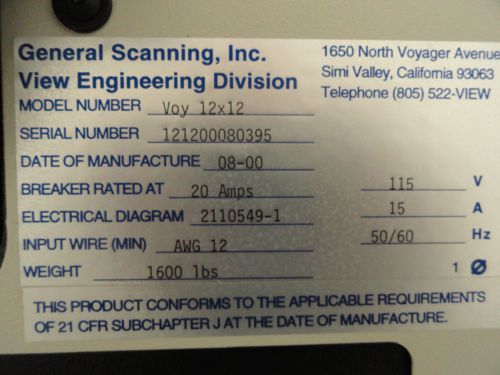 General Scanning, Inc. 1650 North Voyager Avenue
View Engineering Division Simi Valley, California 93063
MODEL NUMBER Voy 12x12 Telephone (805) 522-VIEW
SERIAL NUMBER 121200080395
DATE OF MANUFACTURE 08-00
BREAKER RATED AT 20 Amps 115 V
ELECTRICAL DIAGRAM 2110549-1 15 A
INPUT WIRE (MIN) AWG 12 50/60 Hz
WEIGHT 1600 lbs 1 Ø
THIS PRODUCT CONFORMS TO THE APPLICABLE REQUIREMENTS
OF 21 CFR SUBCHAPTER J AT THE DATE OF MANUFACTURE.